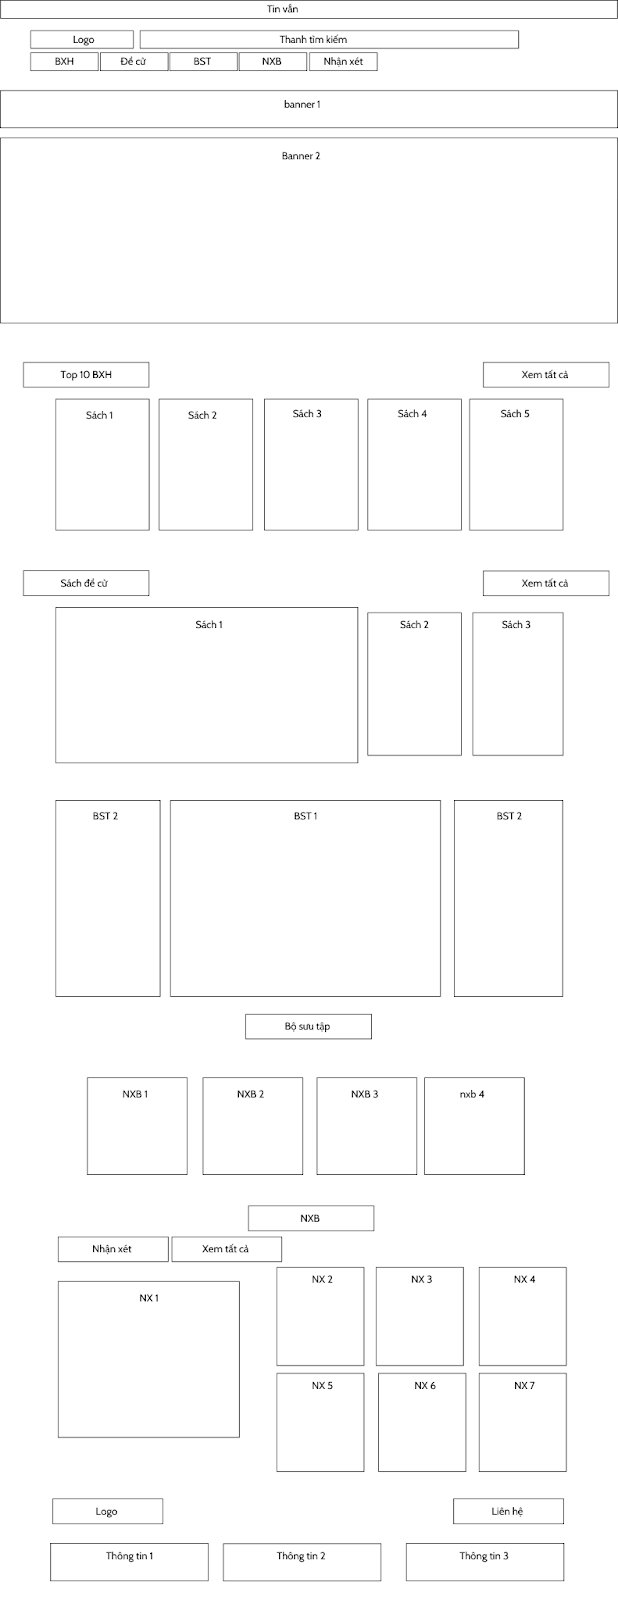 Tin vắn
Logo
Thanh tìm kiếm
BXH
Đề cử
BST
NXB
Nhận xét
banner 1
Banner 2
Top 10 BXH
Xem tất cả
Sách 1
Sách 2
Sách 3
Sách 4
Sách 5
Sách đề cử
Xem tất cả
Sách 1
Sách 2
Sách 3
BST 2
BST 1
BST 2
Bộ sưu tập
NXB 1
NXB 2
NXB 3
nxb 4
NXB
Nhận xét
Xem tất cả
NX 1
NX 2
NX 3
NX 4
NX 5
NX 6
NX 7
Logo
Liên hệ
Thông tin 1
Thông tin 2
Thông tin 3